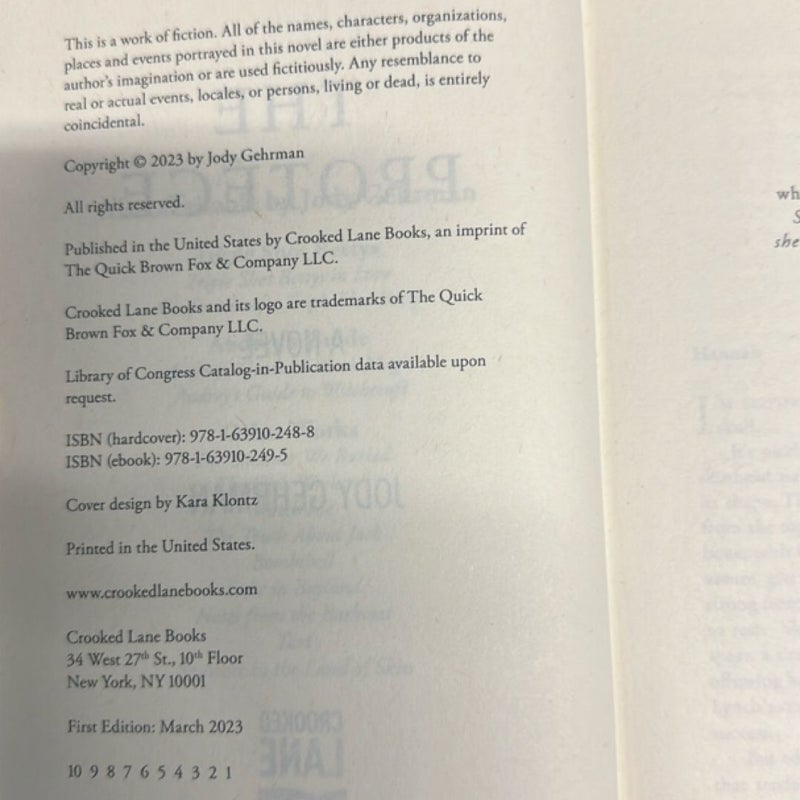 This is a work of fiction. All of the names, characters, organizations,
places and events portrayed in this novel are either products of the
author's imagination or are used fictitiously. Any resemblance to
real or actual events, locales, or persons, living or dead, is entirely
coincidental.
Copyright © 2023 by Jody Gehrman
All rights reserved.
Published in the United States by Crooked Lane Books, an imprint of
The Quick Brown Fox & Company LLC.
Crooked Lane Books and its logo are trademarks of The Quick
Brown Fox & Company LLC.
Library of Congress Catalog-in-Publication data available upon
request.
ISBN (hardcover): 978-1-63910-248-8
ISBN (ebook): 978-1-63910-249-5
Cover design by Kara Klontz
Printed in the United States.
www.crookedlanebooks.com
Crooked Lane Books
34 West 27th St., 10th Floor
New York, NY 10001
First Edition: March 2023
10 9 8 7 6 5 4 3 2 1
wh
S
she
Hannah